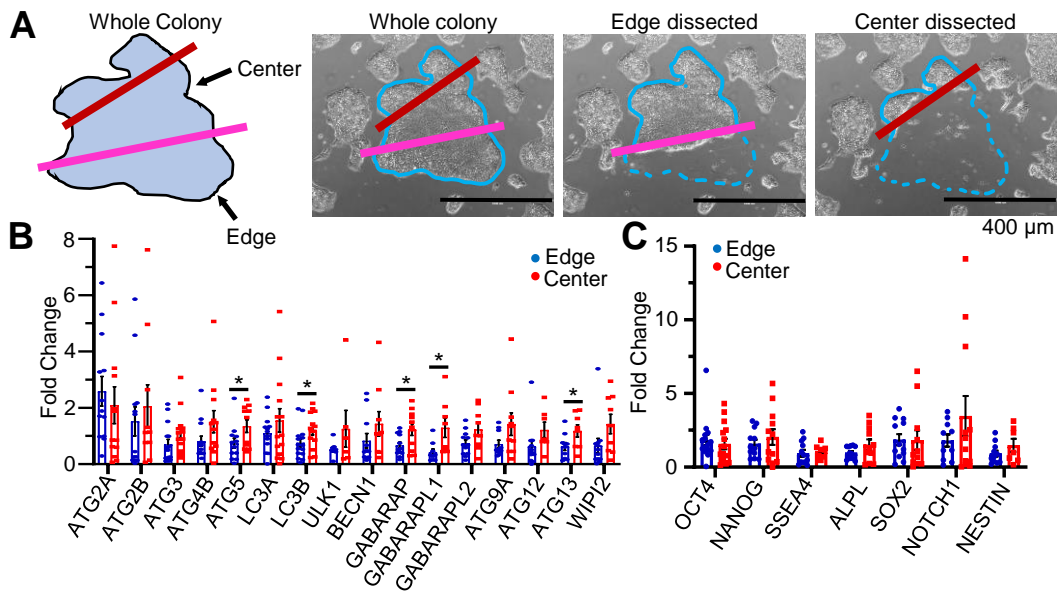 A
Whole Colony
Center
Edge
Whole colony
Edge dissected
Center dissected
400 µm
B
Fold Change
8
6
4
2
0
Edge
Center
*
*
*
*
*
ATG2A
ATG2B
ATG3
ATG4B
ATG5
LC3A
LC3B
ULK1
BECN1
GABARAP
GABARAPL1
GABARAPL2
ATG9A
ATG12
ATG13
WIPI2
C
Fold Change
15
10
5
0
Edge
Center
OCT4
NANOG
SSEA4
ALPL
SOX2
NOTCH1
NESTIN